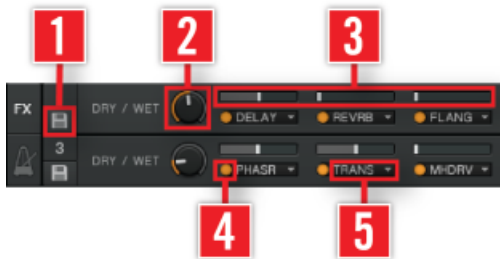 1 2 3
FX DRY / WET DELAY REVRB FLANG
3
DRY / WET PHASR TRANS MHDRV
4 5